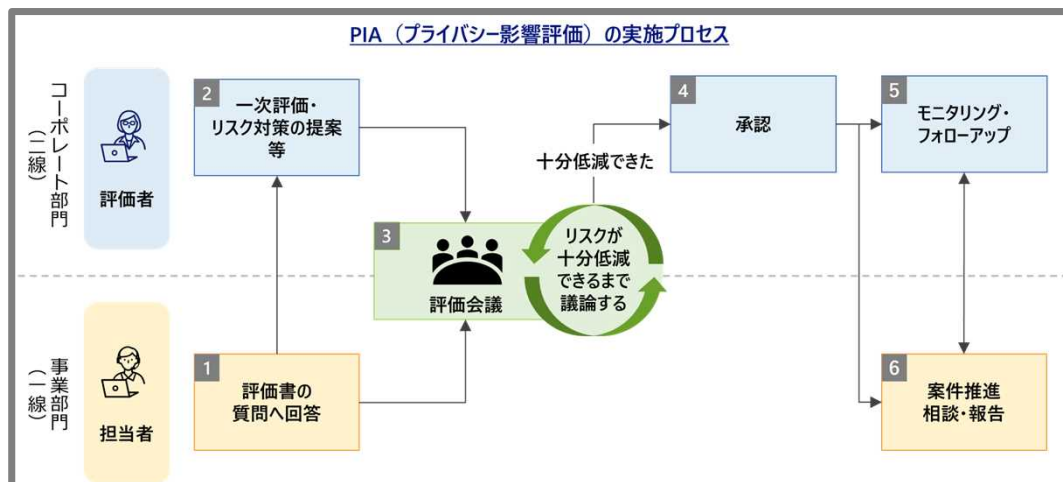 PIA（プライバシー影響評価）の実施プロセス
コーポレート部門
（二線）
評価者
2
一次評価・
リスク対策の提案
等
4
承認
5
モニタリング・
フォローアップ
十分低減できた
3
評価会議
リスクが
十分低減
できるまで
議論する
事業部門
（一線）
担当者
1
評価書の
質問へ回答
6
案件推進
相談・報告